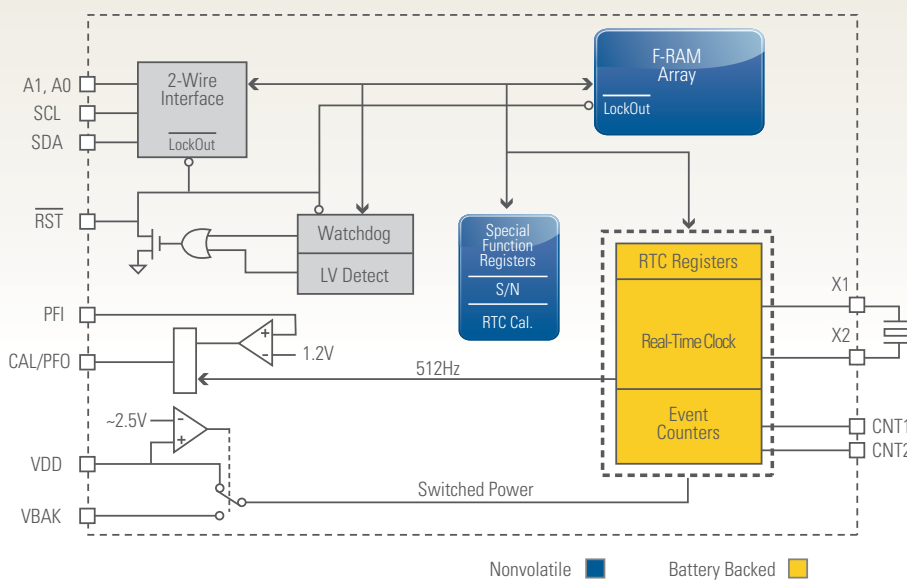 A1, A0
SCL
SDA
2-Wire
Interface
LockOut
F-RAM
Array
LockOut
RST
Watchdog
LV Detect
Special
Function
Registers
S/N
RTC Cal.
RTC Registers
Real-Time Clock
Event
Counters
X1
X2
PFI
1.2V
CAL/PFO
512Hz
~2.5V
CNT1
CNT2
VDD
VBAK
Switched Power
Nonvolatile
Battery Backed